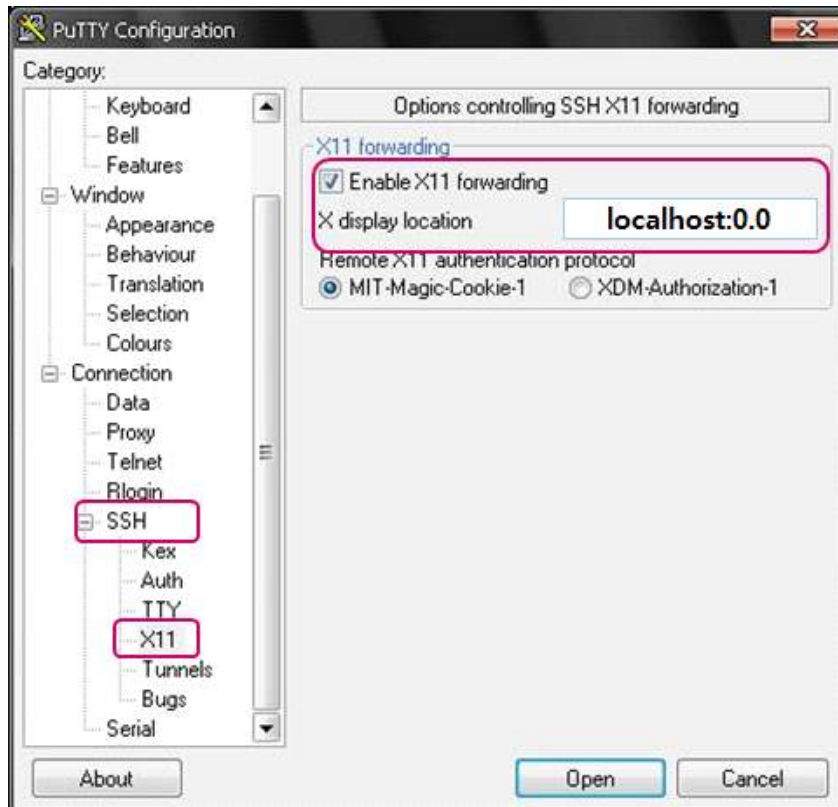 PuTTY Configuration
Category:
Keyboard
Bell
Features
Window
Appearance
Behaviour
Translation
Selection
Colours
Connection
Data
Proxy
Telnet
Rlogin
SSH
Kex
Auth
TTY
X11
Tunnels
Bugs
Serial
Options controlling SSH X11 forwarding
X11 forwarding
Enable X11 forwarding
X display location localhost:0.0
Remote X11 authentication protocol
MIT-Magic-Cookie-1 XDM-Authorization-1
About Open Cancel